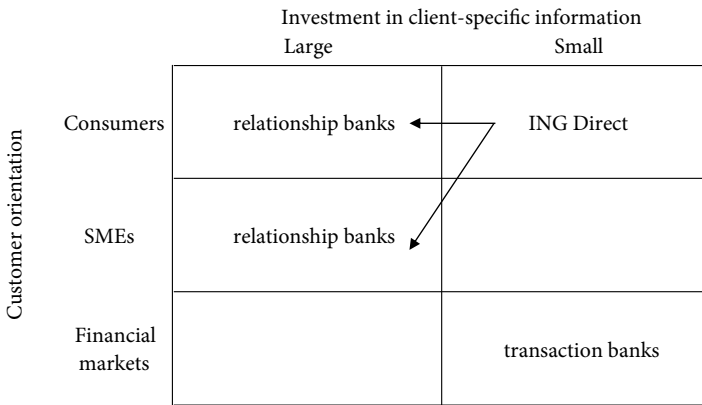 Investment in client-specific information
Large Small
Customer orientation
Consumers relationship banks ING Direct
SMEs relationship banks
Financial
markets transaction banks